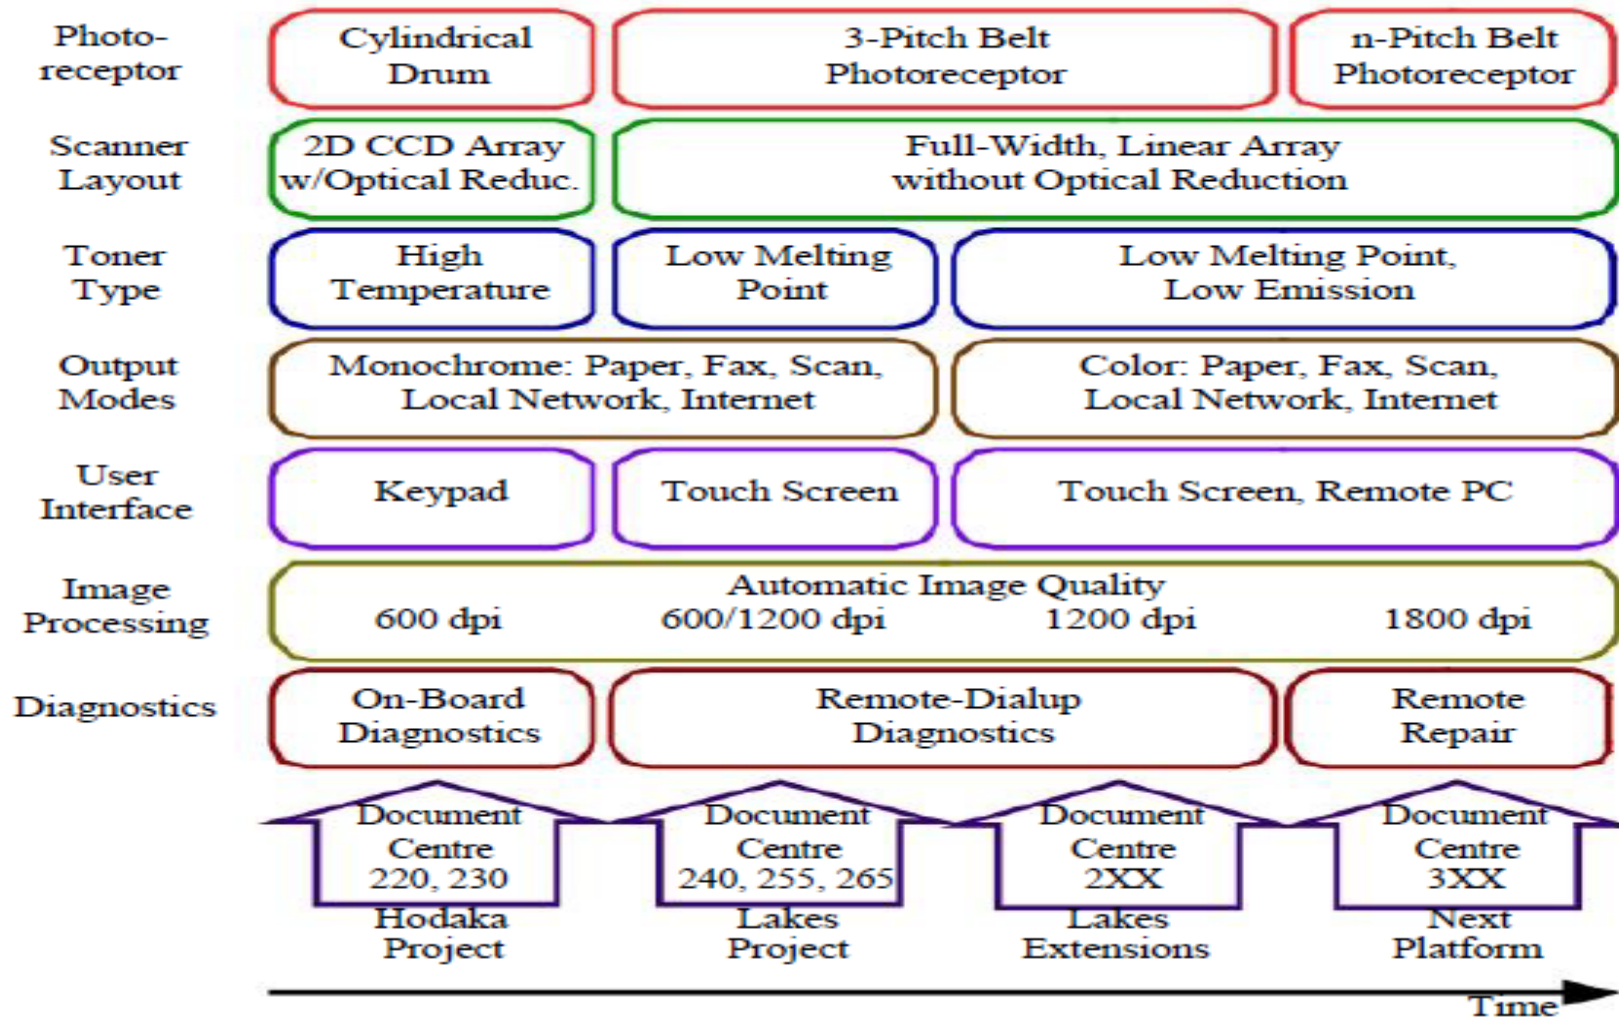 Photo-
receptor
Cylindrical
Drum
3-Pitch Belt
Photoreceptor
n-Pitch Belt
Photoreceptor
Scanner
Layout
2D CCD Array
w/Optical Reduc.
Full-Width, Linear Array
without Optical Reduction
Toner
Type
High
Temperature
Low Melting
Point
Low Melting Point,
Low Emission
Output
Modes
Monochrome: Paper, Fax, Scan,
Local Network, Internet
Color: Paper, Fax, Scan,
Local Network, Internet
User
Interface
Keypad
Touch Screen
Touch Screen, Remote PC
Image
Processing
Automatic Image Quality
600 dpi
600/1200 dpi
1200 dpi
1800 dpi
Diagnostics
On-Board
Diagnostics
Remote-Dialup
Diagnostics
Remote
Repair
Document
Centre
220, 230
Hodaka
Project
Document
Centre
240, 255, 265
Lakes
Project
Document
Centre
2XX
Lakes
Extensions
Document
Centre
3XX
Next
Platform
Time